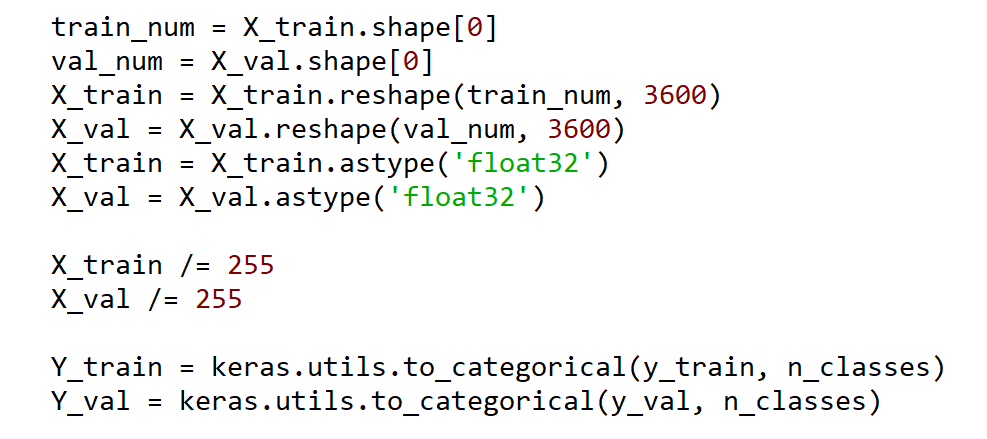 train_num = X_train.shape[0]
val_num = X_val.shape[0]
X_train = X_train.reshape(train_num, 3600)
X_val = X_val.reshape(val_num, 3600)
X_train = X_train.astype('float32')
X_val = X_val.astype('float32')
X_train /= 255
X_val /= 255
Y_train = keras.utils.to_categorical(y_train, n_classes)
Y_val = keras.utils.to_categorical(y_val, n_classes)